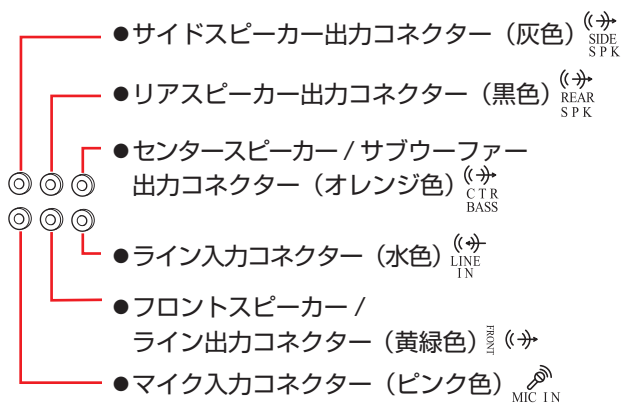 ●サイドスピーカー出力コネクター（灰色） SIDE
SPK
●リアスピーカー出力コネクター（黒色） REAR
SPK
●センタースピーカー / サブウーファー
出力コネクター（オレンジ色） CTR
BASS
●ライン入力コネクター（水色） LINE
IN
●フロントスピーカー /
ライン出力コネクター（黄緑色） FRONT
●マイク入力コネクター（ピンク色） MIC IN